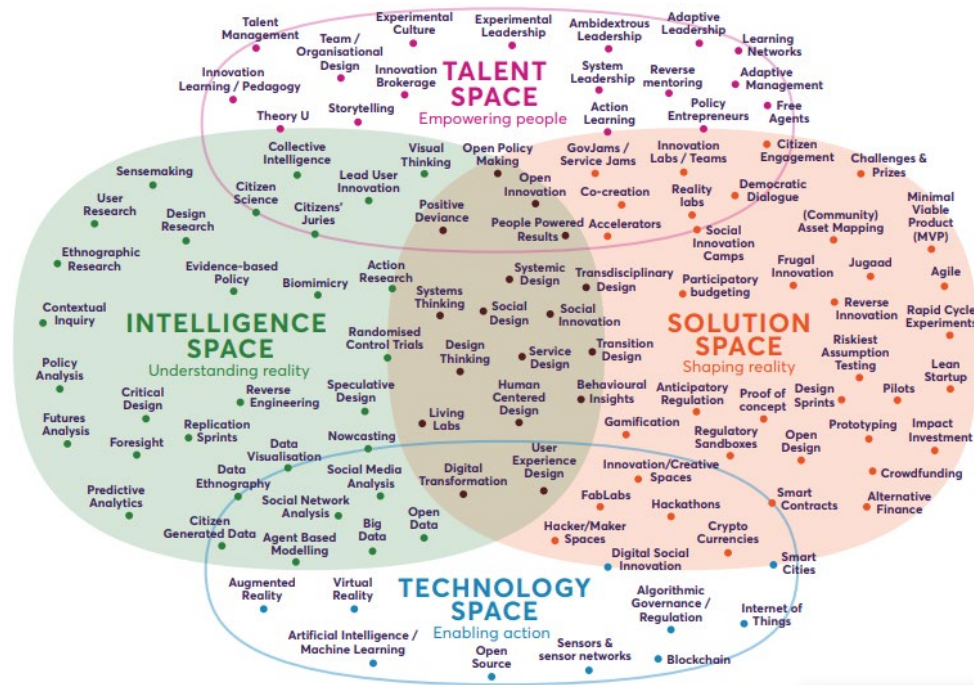 Talent
Management
Experimental
Culture
Experimental
Leadership
Ambidextrous
Leadership
Adaptive
Leadership
Learning
Networks
Team /
Organisational
Design
Innovation
Learning / Pedagogy
Innovation
Brokerage
TALENT
SPACE
Empowering people
System
Leadership
Reverse
mentoring
Adaptive
Management
Theory U
Storytelling
Action
Learning
Policy
Entrepreneurs
Free
Agents
Collective
Intelligence
Visual
Thinking
Open Policy
Making
GovJams /
Service Jams
Innovation
Labs / Teams
Citizen
Engagement
Challenges &
Prizes
Sensemaking
Lead User
Innovation
Open
Innovation
Co-creation
Reality
labs
Democratic
Dialogue
User
Research
Design
Research
Citizen
Science
Citizens'
Juries
Positive
Deviance
People Powered
Results
Accelerators
Social
Innovation
Camps
(Community)
Asset Mapping
Minimal
Viable
Product
(MVP)
Ethnographic
Research
Evidence-based
Policy
Biomimicry
Action
Research
Systemic
Design
Transdisciplinary
Design
Participatory
budgeting
Frugal
Innovation
Jugaad
Agile
Contextual
Inquiry
INTELLIGENCE
SPACE
Understanding reality
Systems
Thinking
Social
Design
Social
Innovation
SOLUTION
SPACE
Shaping reality
Reverse
Innovation
Rapid Cycle
Experiments
Randomised
Control Trials
Design
Thinking
Service
Design
Transition
Design
Riskiest
Assumption
Testing
Lean
Startup
Policy
Analysis
Critical
Design
Reverse
Engineering
Speculative
Design
Human
Centered
Design
Behavioural
Insights
Anticipatory
Regulation
Proof of
concept
Design
Sprints
Pilots
Futures
Analysis
Foresight
Replication
Sprints
Data
Visualisation
Nowcasting
Living
Labs
Gamification
Regulatory
Sandboxes
Open
Design
Prototyping
Impact
Investment
Predictive
Analytics
Data
Ethnography
Social Media
Analysis
Digital
Transformation
User
Experience
Design
Innovation/Creative
Spaces
Crowdfunding
Social Network
Analysis
FabLabs
Hackathons
Smart
Contracts
Alternative
Finance
Citizen
Generated Data
Agent Based
Modelling
Big
Data
Open
Data
Hacker/Maker
Spaces
Crypto
Currencies
Digital Social
Innovation
Smart
Cities
Augmented
Reality
Virtual
Reality
TECHNOLOGY
SPACE
Enabling action
Algorithmic
Governance /
Regulation
Internet of
Things
Artificial Intelligence /
Machine Learning
Open
Source
Sensors &
sensor networks
Blockchain